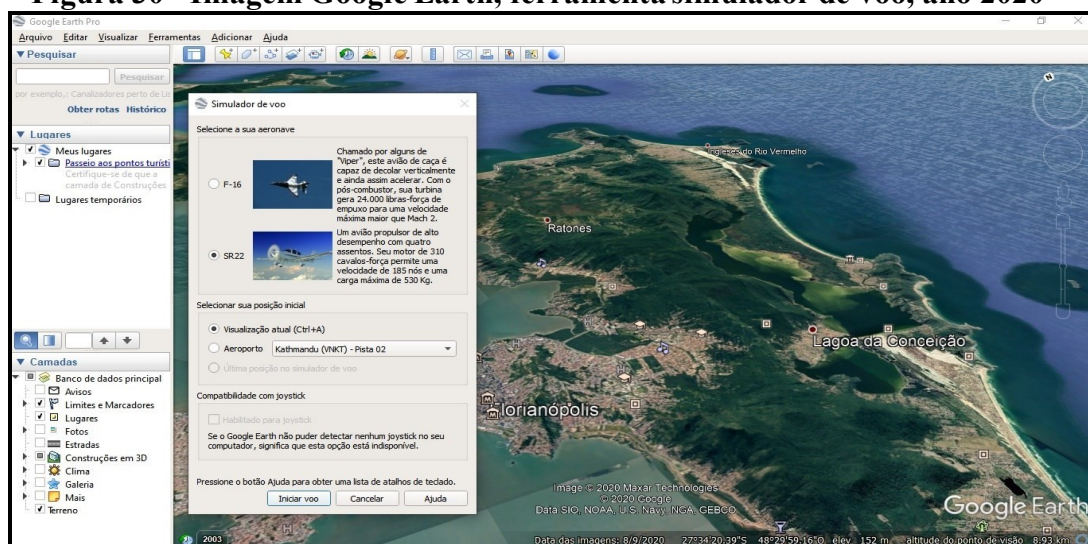 Figura 30 - Imagem Google Earth, ferramenta simulador de voo, ano 2020
Google Earth Pro
Arquivo Editar Visualizar Ferramentas Adicionar Ajuda
Pesquisar
Pesquisar
por exemplo,: Canalizadores perto de Lis
Obter rotas Histórico
Lugares
Meus lugares
Passeio aos pontos turísti
Certifique-se de que a
camada de Construções
Lugares temporários
Camadas
Banco de dados principal
Avisos
Limites e Marcadores
Lugares
Fotos
Estradas
Construções em 3D
Clima
Galeria
Mais
Terreno
Simulador de voo
Selecione a sua aeronave
F-16
Chamado por alguns de
"Viper", este avião de caça é
capaz de decolar verticalmente
e ainda assim acelerar. Com o
pós-combustor, sua turbina
gera 24.000 libras-força de
empuxo para uma velocidade
máxima maior que Mach 2.
SR22
Um avião propulsor de alto
desempenho com quatro
assentos. Seu motor de 310
cavalos-força permite uma
velocidade de 185 nós e uma
carga máxima de 530 Kg.
Selecionar sua posição inicial
Visualização atual (Ctrl+A)
Aeroporto Kathmandu (VNKT) - Pista 02
Última posição no simulador de voo
Compatibilidade com joystick
Habilitado para joystick
Se o Google Earth não puder detectar nenhum joystick no seu
computador, significa que esta opção está indisponível.
Pressione o botão Ajuda para obter uma lista de atalhos de teclado.
Iniciar voo Cancelar Ajuda
Ingleses do Rio Vermelho
Ratones
Lagoa da Conceição
Florianópolis
Image © 2020 Maxar Technologies
© 2020 Google
Data SIO, NOAA, U.S. Navy, NGA, GEBCO
Google Earth
2003
Data das imagens: 8/9/2020 27°34'20.39"S 48°29'59.16"O elev 152 m altitude do ponto de visão 8.93 km